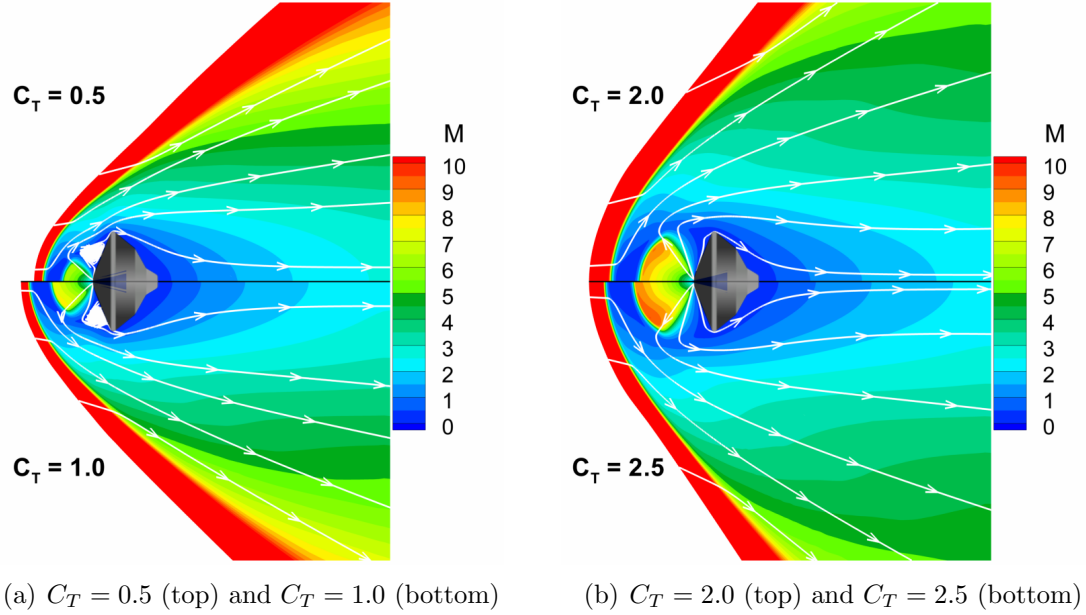 C_T = 0.5
M
10
9
8
7
6
5
4
3
2
1
0
C_T = 1.0
C_T = 2.0
M
10
9
8
7
6
5
4
3
2
1
0
C_T = 2.5
(a) C_T = 0.5 (top) and C_T = 1.0 (bottom)
(b) C_T = 2.0 (top) and C_T = 2.5 (bottom)